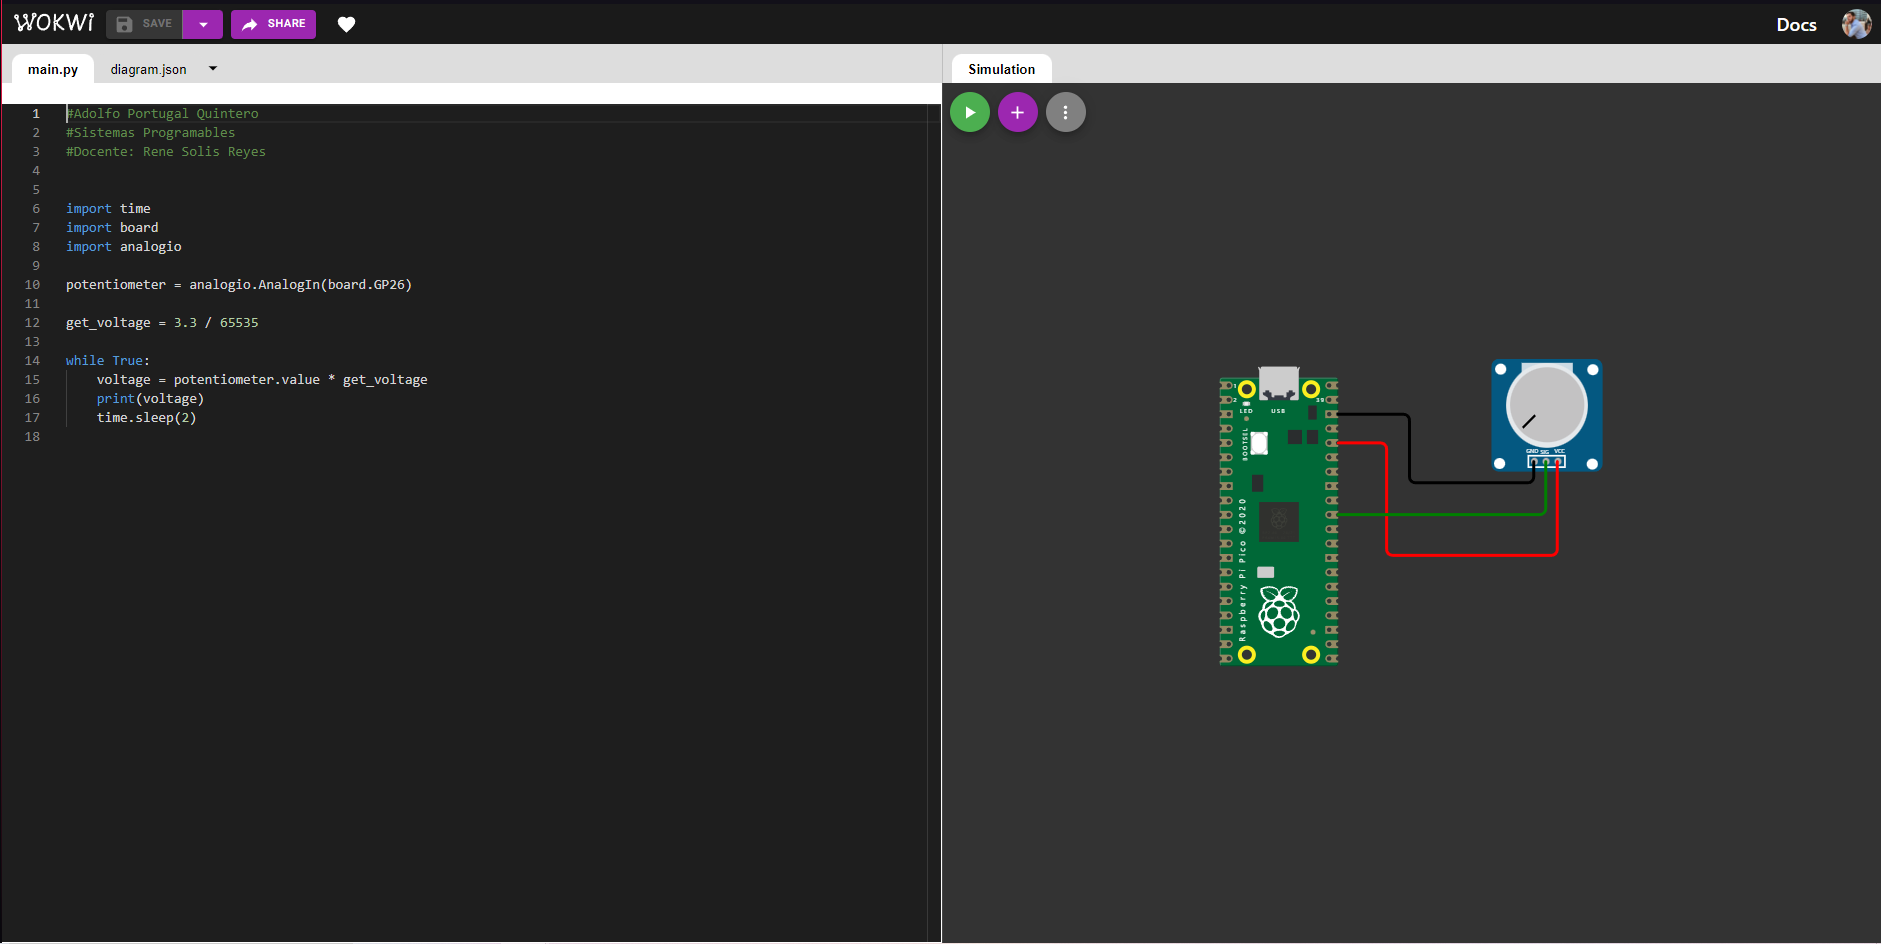 WOKWI SAVE SHARE Docs
main.py diagram.json Simulation
1 #Adolfo Portugal Quintero
2 #Sistemas Programables
3 #Docente: Rene Solis Reyes
4
5
6 import time
7 import board
8 import analogio
9
10 potentiometer = analogio.AnalogIn(board.GP26)
11
12 get_voltage = 3.3 / 65535
13
14 while True:
15 voltage = potentiometer.value * get_voltage
16 print(voltage)
17 time.sleep(2)
18
1
2 39
LED USB
BOOTSEL
Raspberry Pi Pico ©2020
GND SIG VCC